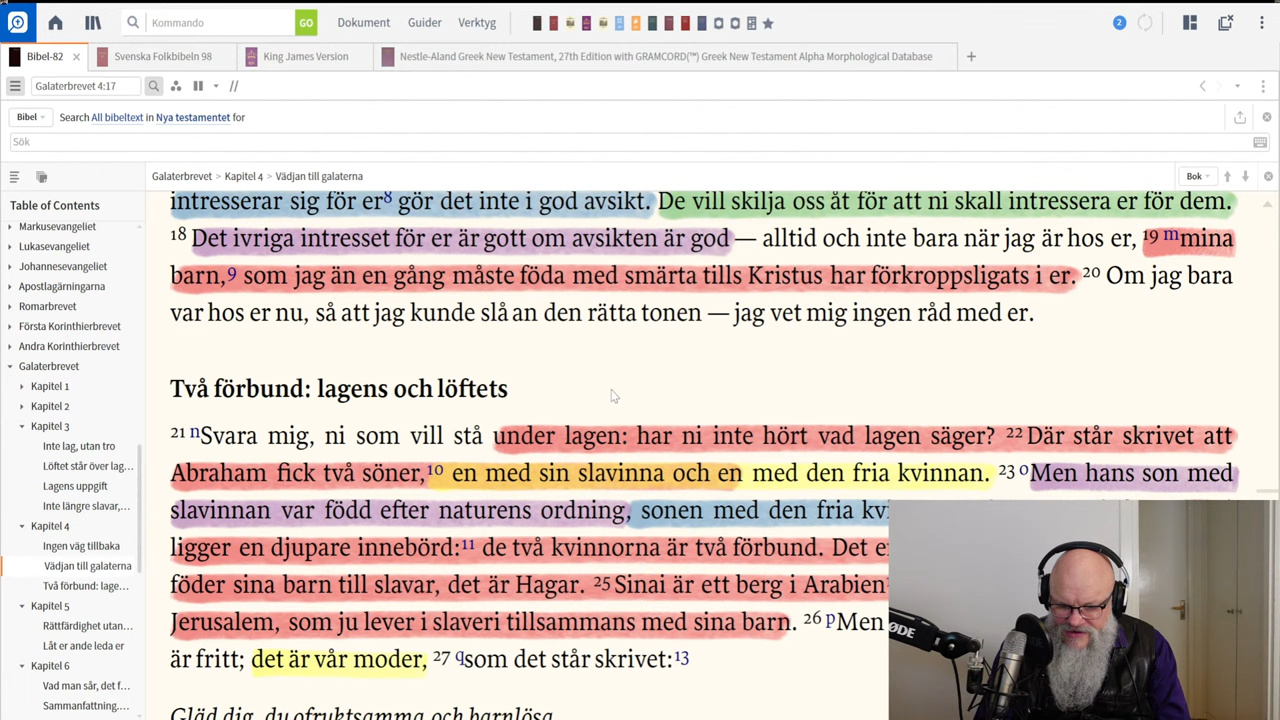 Kommando GO Dokument Guider Verktyg 2
Bibel-82 Svenska Folkbibeln 98 King James Version Nestle-Aland Greek New Testament, 27th Edition with GRAMCORD(™) Greek New Testament Alpha Morphological Database
Galaterbrevet 4:17
Bibel Search All bibeltext in Nya testamentet for
Sök
Galaterbrevet > Kapitel 4 > Vädjan till galaterna Bok
Table of Contents
Markusevangeliet
Lukasevangeliet
Johannesevangeliet
Apostlagärningarna
Romarbrevet
Första Korinthierbrevet
Andra Korinthierbrevet
Galaterbrevet
Kapitel 1
Kapitel 2
Kapitel 3
Inte lag, utan tro
Löftet står över lag...
Lagens uppgift
Inte längre slavar,...
Kapitel 4
Ingen väg tillbaka
Vädjan till galaterna
Två förbund: lage...
Kapitel 5
Rättfärdighet utan...
Låt er ande leda er
Kapitel 6
Vad man sår, det f...
Sammanfattning....
intresserar sig för er8 gör det inte i god avsikt. De vill skilja oss åt för att ni skall intressera er för dem.
18 Det ivriga intresset för er är gott om avsikten är god — alltid och inte bara när jag är hos er, 19 m mina
barn,9 som jag än en gång måste föda med smärta tills Kristus har förkroppsligats i er. 20 Om jag bara
var hos er nu, så att jag kunde slå an den rätta tonen — jag vet mig ingen råd med er.
Två förbund: lagens och löftets
21 n Svara mig, ni som vill stå under lagen: har ni inte hört vad lagen säger? 22 Där står skrivet att
Abraham fick två söner,10 en med sin slavinna och en med den fria kvinnan. 23 o Men hans son med
slavinnan var född efter naturens ordning, sonen med den fria
ligger en djupare innebörd:11 de två kvinnorna är två förbund. Det
föder sina barn till slavar, det är Hagar. 25 Sinai är ett berg i Arabien
Jerusalem, som ju lever i slaveri tillsammans med sina barn. 26 p Men
är fritt; det är vår moder, 27 q som det står skrivet:13
Gläd dig, du ofruktsamma och barnlösa
RØDE